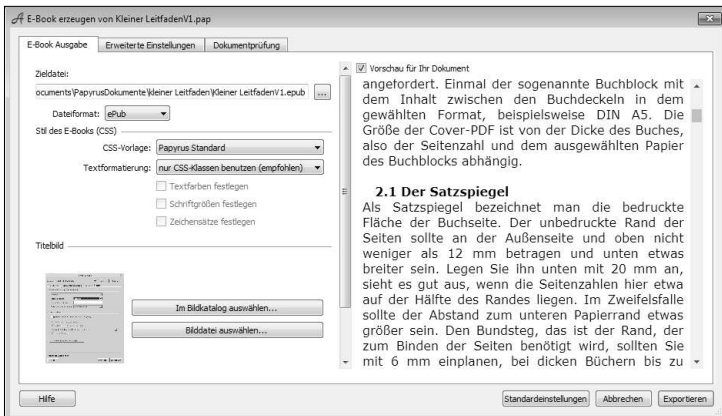 E-Book erzeugen von Kleiner LeitfadenV1.pap
E-Book Ausgabe
Erweiterte Einstellungen
Dokumentprüfung
Zieldatei:
ocuments\PapyrusDokumente\kleiner Leitfaden\Kleiner LeitfadenV1.epub
...
Dateiformat: ePub
Stil des E-Books (CSS)
CSS-Vorlage: Papyrus Standard
Textformatierung: nur CSS-Klassen benutzen (empfohlen)
Textfarben festlegen
Schriftgrößen festlegen
Zeichensätze festlegen
Titelbild
Im Bildkatalog auswählen...
Bilddatei auswählen...
Vorschau für Ihr Dokument
angefordert. Einmal der sogenannte Buchblock mit
dem Inhalt zwischen den Buchdeckeln in dem
gewählten Format, beispielsweise DIN A5. Die
Größe der Cover-PDF ist von der Dicke des Buches,
also der Seitenzahl und dem ausgewählten Papier
des Buchblocks abhängig.
2.1 Der Satzspiegel
Als Satzspiegel bezeichnet man die bedruckte
Fläche der Buchseite. Der unbedruckte Rand der
Seiten sollte an der Außenseite und oben nicht
weniger als 12 mm betragen und unten etwas
breiter sein. Legen Sie ihn unten mit 20 mm an,
sieht es gut aus, wenn die Seitenzahlen hier etwa
auf der Hälfte des Randes liegen. Im Zweifelsfalle
sollte der Abstand zum unteren Papierrand etwas
größer sein. Den Bundsteg, das ist der Rand, der
zum Binden der Seiten benötigt wird, sollten Sie
mit 6 mm einplanen, bei dicken Büchern bis zu
Hilfe
Standardeinstellungen
Abbrechen
Exportieren